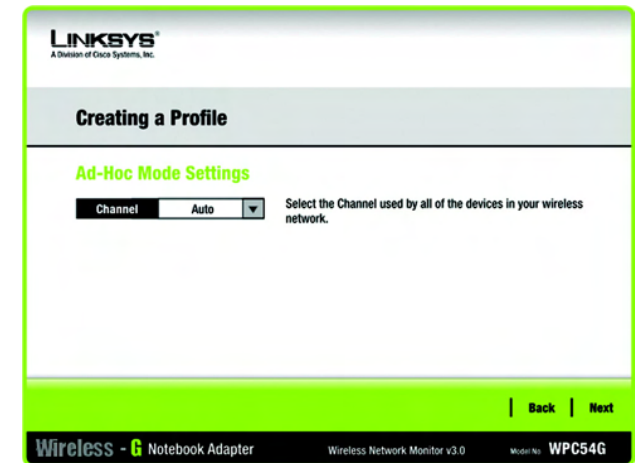 LINKSYS®
A Division of Cisco Systems, Inc.
Creating a Profile
Ad-Hoc Mode Settings
Channel Auto
Select the Channel used by all of the devices in your wireless
network.
Back Next
Wireless - G Notebook Adapter Wireless Network Monitor v3.0 Model No. WPC54G